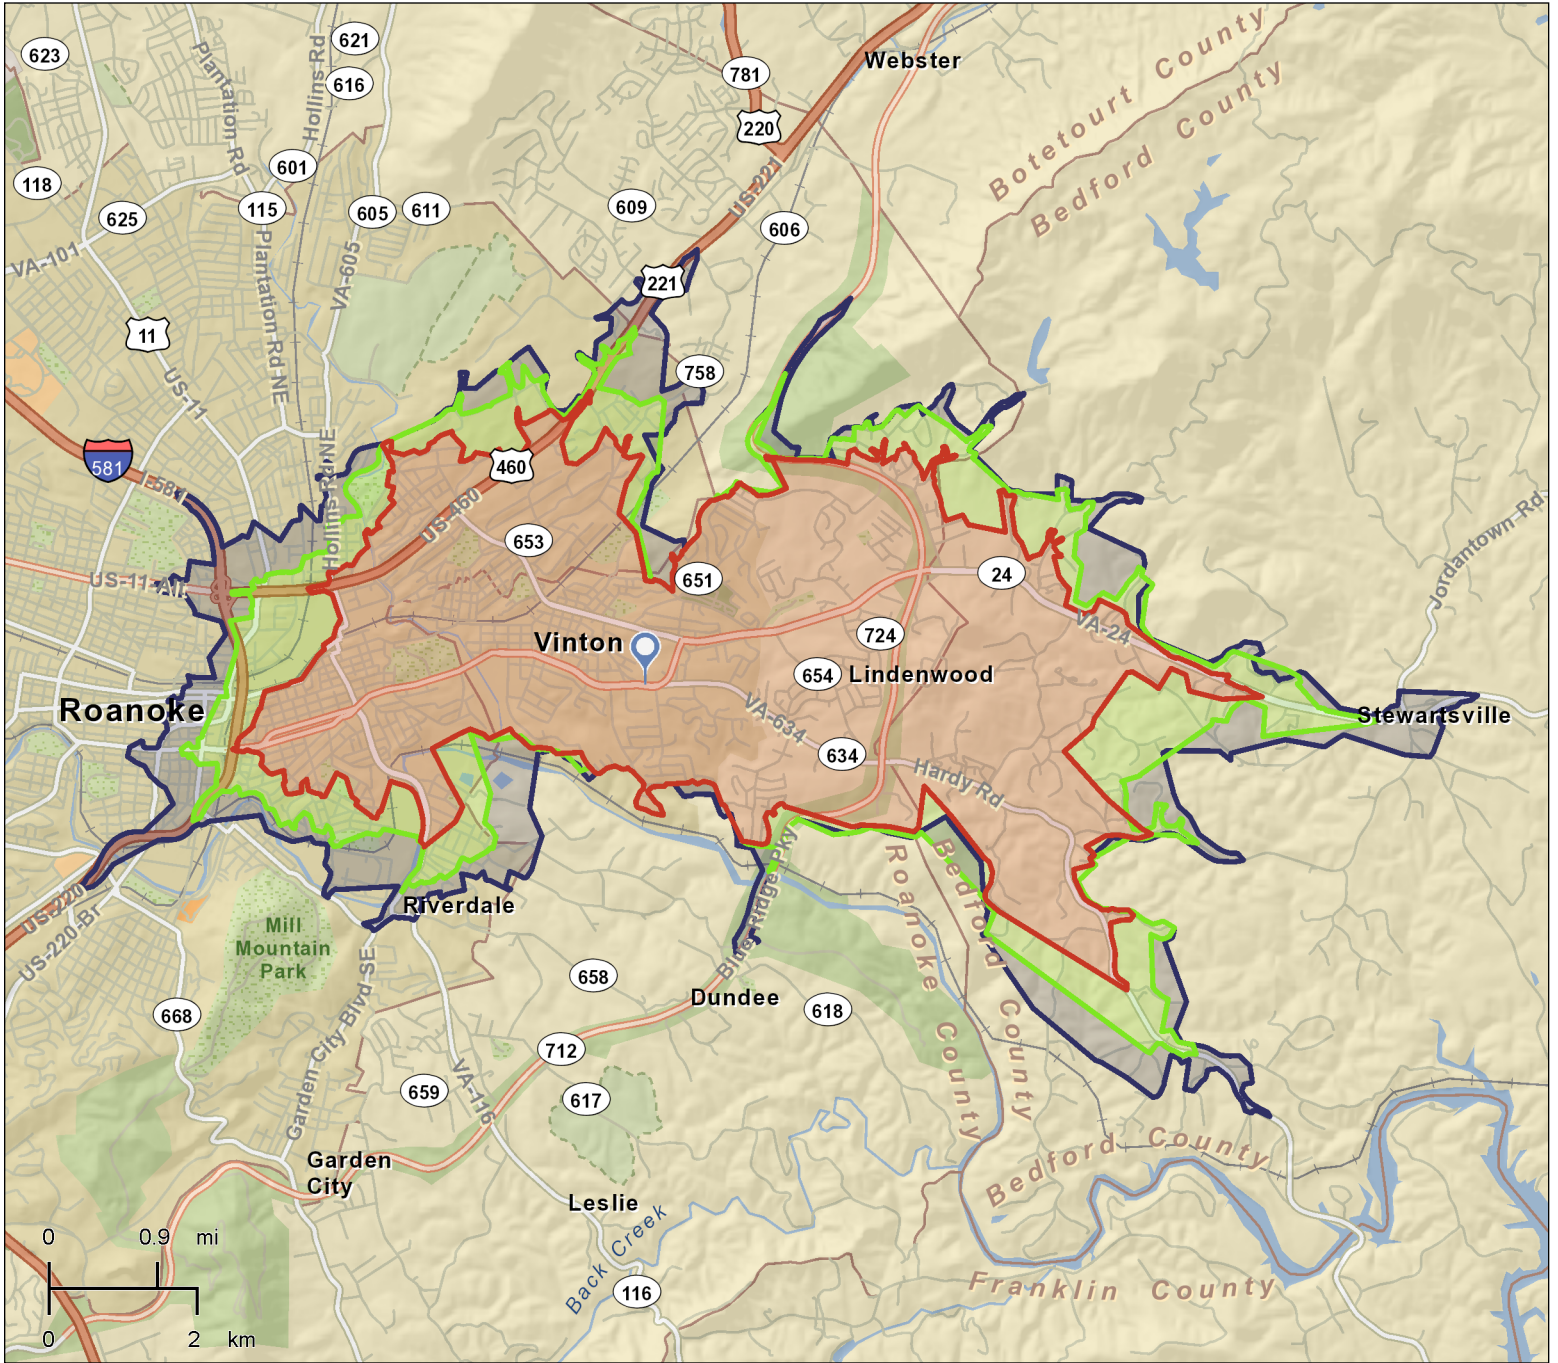 623
621
616
Hollins Rd
Plantation Rd
Webster
781
220
Botetourt County
Bedford County
118
601
625
115
605
611
609
US-221
606
VA-101
Plantation Rd NE
VA-605
221
11
US-11
758
581
I-581
460
Hollins Rd NE
US-460
653
US-11-Alt
651
24
Jordantown Rd
VA-24
Vinton
724
654
Lindenwood
Roanoke
VA-634
634
Hardy Rd
Stewartsville
US-220
US-220-Br
Riverdale
Mill
Mountain
Park
Blue Ridge Pky
Roanoke County
Bedford County
658
Dundee
618
668
Garden City Blvd SE
712
659
VA-116
617
Garden
City
Bedford County
Leslie
Back Creek
116
Franklin County
0 0.9 mi
0 2 km